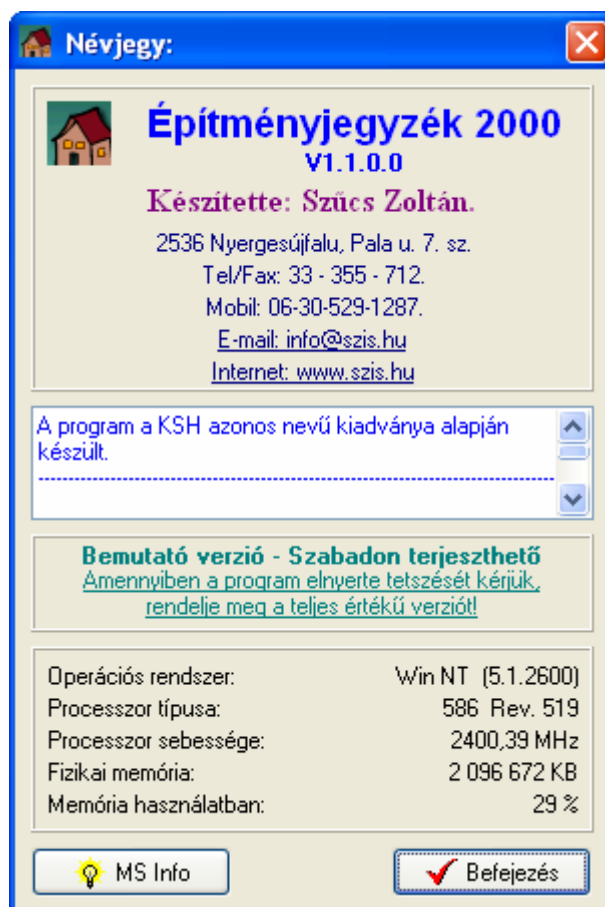 Névjegy:
Építményjegyzék 2000
V1.1.0.0
Készítette: Szűcs Zoltán.
2536 Nyergesújfalu, Pala u. 7. sz.
Tel/Fax: 33 - 355 - 712.
Mobil: 06-30-529-1287.
E-mail: info@szis.hu
Internet: www.szis.hu
A program a KSH azonos nevű kiadványa alapján
készült.
--------------------------------------------------------------------------------
Bemutató verzió - Szabadon terjeszthető
Amennyiben a program elnyerte tetszését kérjük,
rendelje meg a teljes értékű verziót!
Operációs rendszer: Win NT (5.1.2600)
Processzor típusa: 586 Rev. 519
Processzor sebessége: 2400,39 MHz
Fizikai memória: 2 096 672 KB
Memória használatban: 29 %
MS Info Befejezés